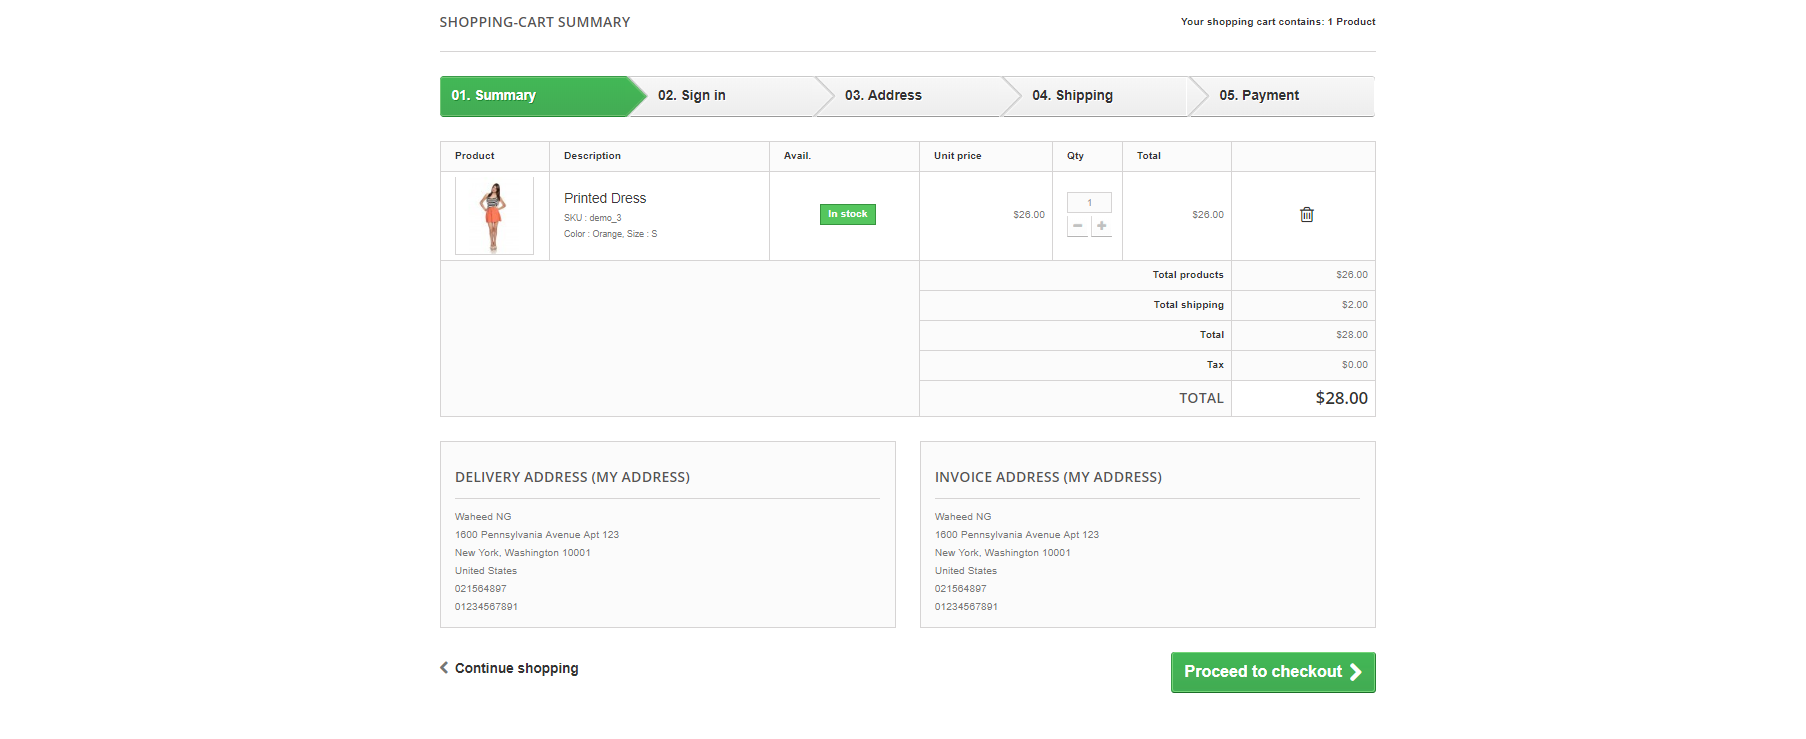 SHOPPING-CART SUMMARY
Your shopping cart contains: 1 Product
01. Summary
02. Sign in
03. Address
04. Shipping
05. Payment
Product
Description
Avail.
Unit price
Qty
Total
Printed Dress
SKU : demo_3
Color : Orange, Size : S
In stock
$26.00
1
$26.00
Total products
$26.00
Total shipping
$2.00
Total
$28.00
Tax
$0.00
TOTAL
$28.00
DELIVERY ADDRESS (MY ADDRESS)
Waheed NG
1600 Pennsylvania Avenue Apt 123
New York, Washington 10001
United States
021564897
01234567891
INVOICE ADDRESS (MY ADDRESS)
Waheed NG
1600 Pennsylvania Avenue Apt 123
New York, Washington 10001
United States
021564897
01234567891
Continue shopping
Proceed to checkout